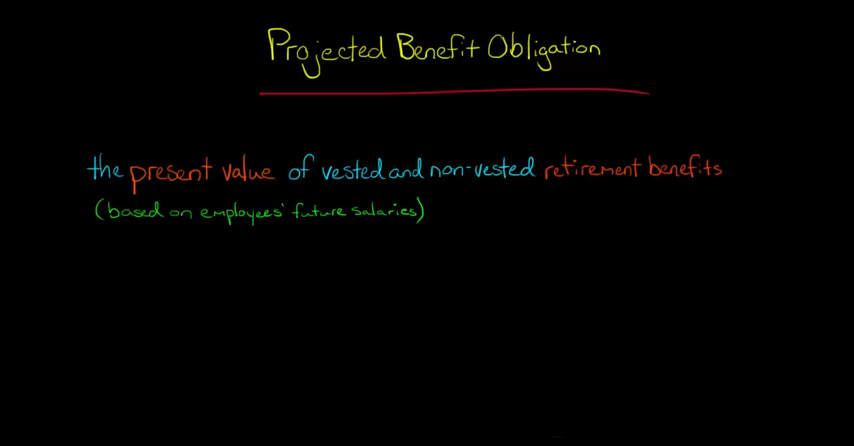 Projected Benefit Obligation
the present value of vested and non-vested retirement benefits
(based on employees' future salaries)